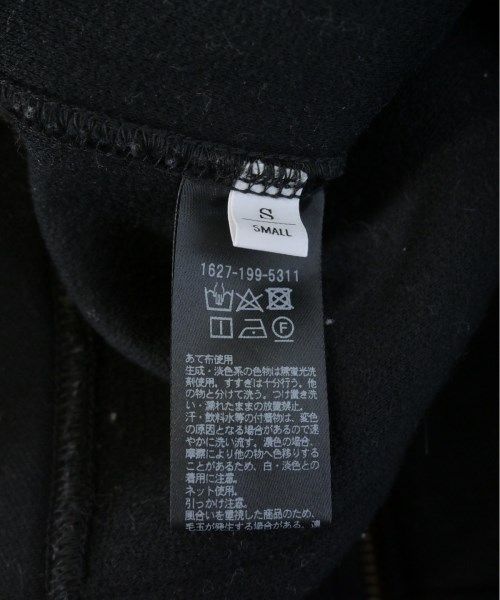 S
SMALL
1627-199-5311
F
あて布使用
生成・淡色系の色物は無蛍光洗
剤使用。すすぎは十分行う。他
の物と分けて洗う。つけ置き洗
い・濡れたままの放置禁止。
汗・飲料水等の付着物は、変色
の原因となる場合があるので速
やかに洗い流す。濃色の場合、
摩擦により他の物へ色移りする
ことがあるため、白・淡色との
着用に注意。
ネット使用。
引っかけ注意。
風合いを重視した商品のため、
毛玉が発生する場合がある。速